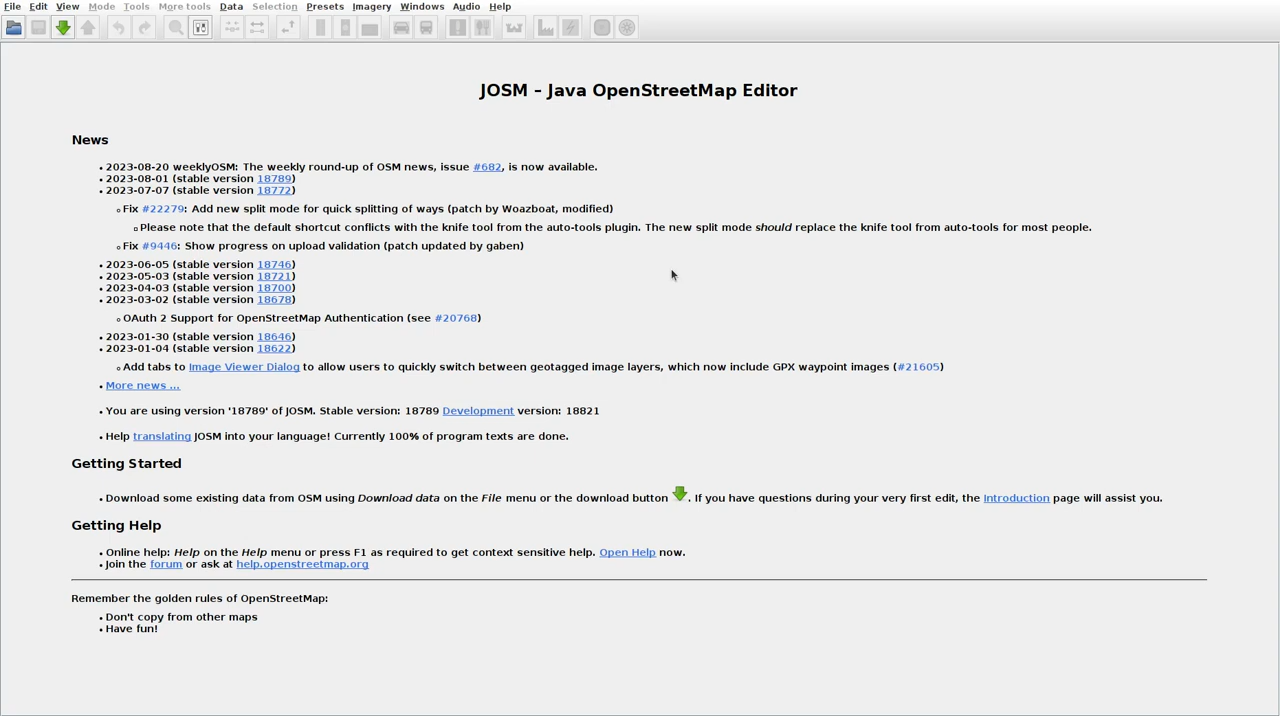 File Edit View Mode Tools More tools Data Selection Presets Imagery Windows Audio Help
JOSM – Java OpenStreetMap Editor
News
2023-08-20 weeklyOSM: The weekly round-up of OSM news, issue #682, is now available.
2023-08-01 (stable version 18789)
2023-07-07 (stable version 18772)
Fix #22279: Add new split mode for quick splitting of ways (patch by Woazboat, modified)
Please note that the default shortcut conflicts with the knife tool from the auto-tools plugin. The new split mode should replace the knife tool from auto-tools for most people.
Fix #9446: Show progress on upload validation (patch updated by gaben)
2023-06-05 (stable version 18746)
2023-05-03 (stable version 18721)
2023-04-03 (stable version 18700)
2023-03-02 (stable version 18678)
OAuth 2 Support for OpenStreetMap Authentication (see #20768)
2023-01-30 (stable version 18646)
2023-01-04 (stable version 18622)
Add tabs to Image Viewer Dialog to allow users to quickly switch between geotagged image layers, which now include GPX waypoint images (#21605)
More news ...
You are using version '18789' of JOSM. Stable version: 18789 Development version: 18821
Help translating JOSM into your language! Currently 100% of program texts are done.
Getting Started
Download some existing data from OSM using Download data on the File menu or the download button . If you have questions during your very first edit, the Introduction page will assist you.
Getting Help
Online help: Help on the Help menu or press F1 as required to get context sensitive help. Open Help now.
Join the forum or ask at help.openstreetmap.org
Remember the golden rules of OpenStreetMap:
Don't copy from other maps
Have fun!